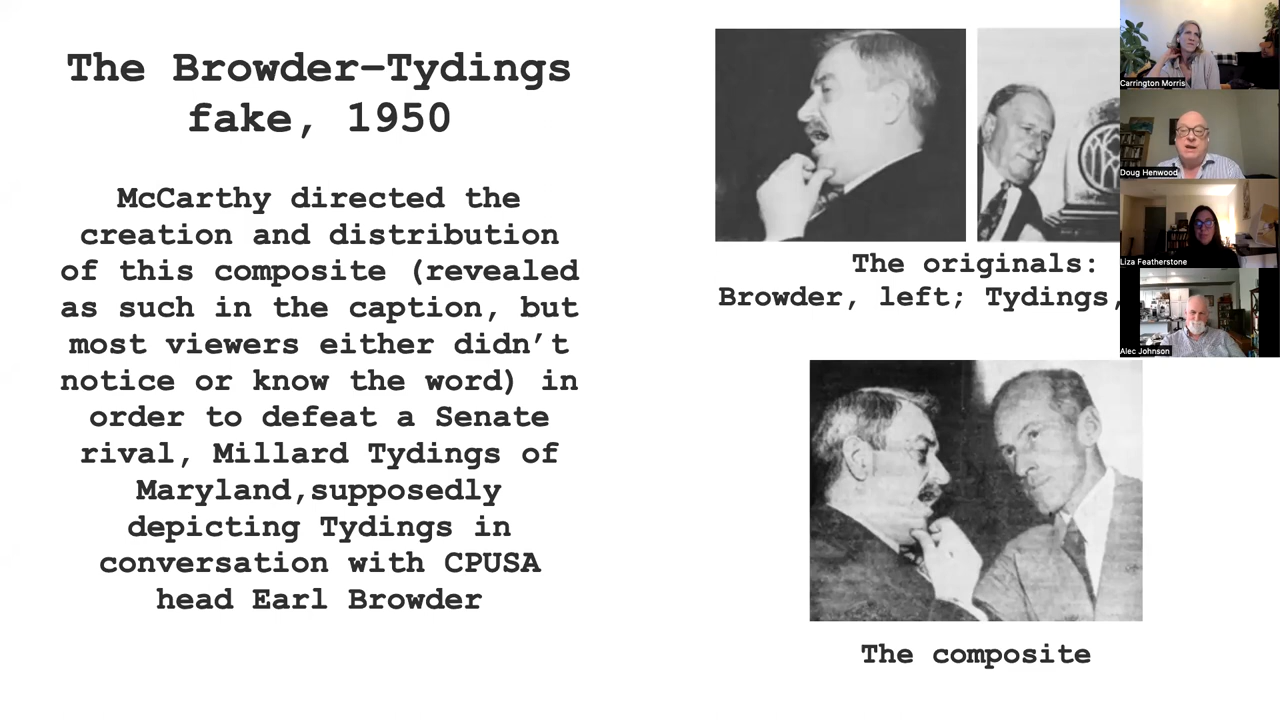 The Browder–Tydings
fake, 1950
McCarthy directed the
creation and distribution
of this composite (revealed
as such in the caption, but
most viewers either didn’t
notice or know the word) in
order to defeat a Senate
rival, Millard Tydings of
Maryland,supposedly
depicting Tydings in
conversation with CPUSA
head Earl Browder
The originals:
Browder, left; Tydings,
The composite
Carrington Morris
Doug Henwood
Liza Featherstone
Alec Johnson